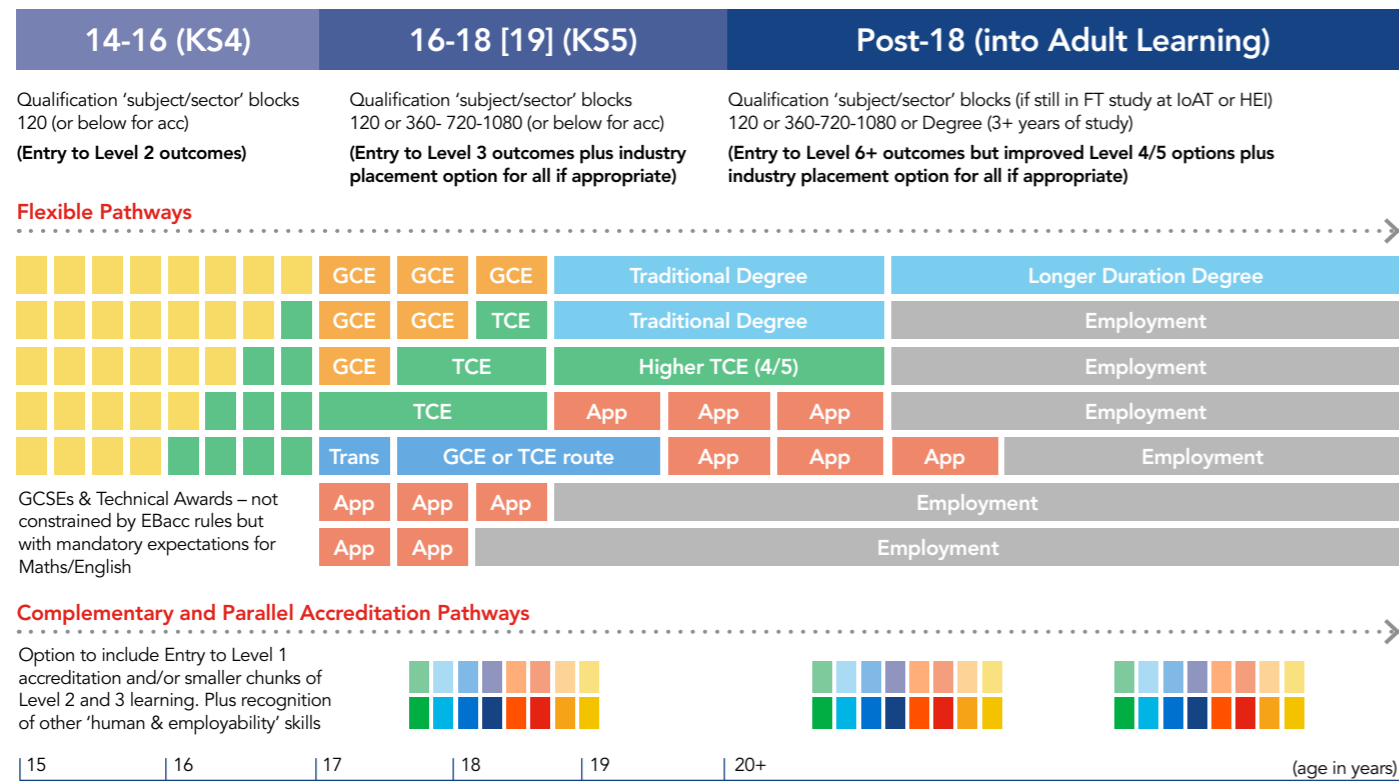 14-16 (KS4)
16-18 [19] (KS5)
Post-18 (into Adult Learning)
Qualification ‘subject/sector’ blocks
120 (or below for acc)
(Entry to Level 2 outcomes)
Qualification ‘subject/sector’ blocks
120 or 360- 720-1080 (or below for acc)
(Entry to Level 3 outcomes plus industry
placement option for all if appropriate)
Qualification ‘subject/sector’ blocks (if still in FT study at IoAT or HEI)
120 or 360-720-1080 or Degree (3+ years of study)
(Entry to Level 6+ outcomes but improved Level 4/5 options plus
industry placement option for all if appropriate)
Flexible Pathways
GCE GCE GCE Traditional Degree Longer Duration Degree
GCE GCE TCE Traditional Degree Employment
GCE TCE Higher TCE (4/5) Employment
TCE App App App Employment
Trans GCE or TCE route App App App Employment
GCSEs & Technical Awards – not
constrained by EBacc rules but
with mandatory expectations for
Maths/English
App App App Employment
App App Employment
Complementary and Parallel Accreditation Pathways
Option to include Entry to Level 1
accreditation and/or smaller chunks of
Level 2 and 3 learning. Plus recognition
of other ‘human & employability’ skills
15 16 17 18 19 20+ (age in years)